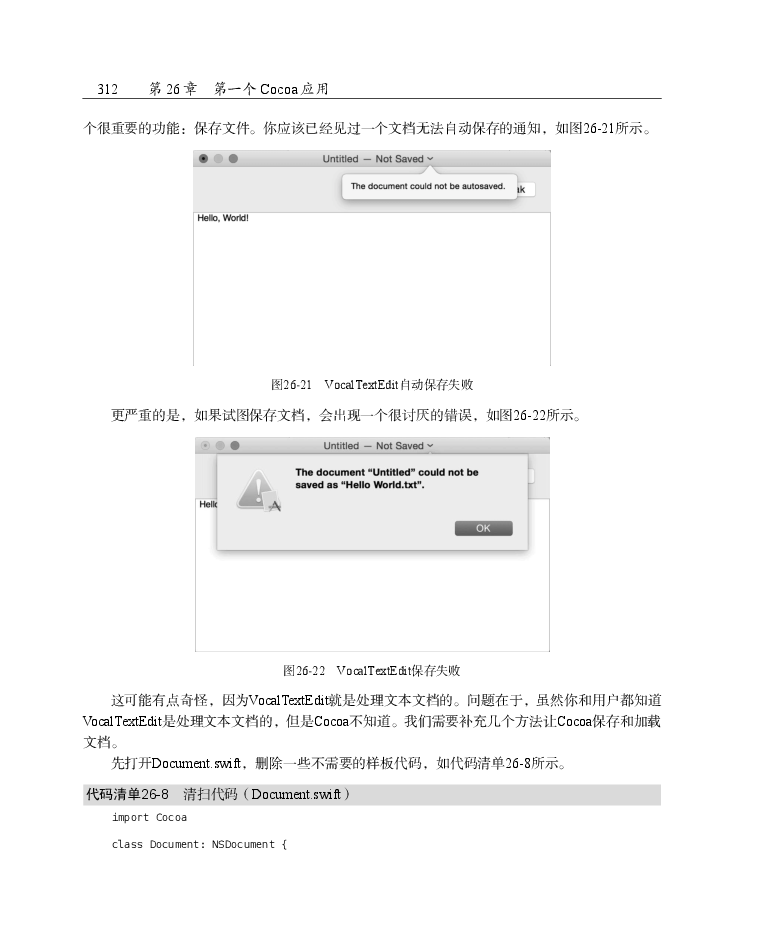 312 第 26 章 第一个 Cocoa 应用
个很重要的功能：保存文件。你应该已经见过一个文档无法自动保存的通知，如图26-21所示。
Untitled — Not Saved
The document could not be autosaved.
Hello, World!
图26-21 VocalTextEdit自动保存失败
更严重的是，如果试图保存文档，会出现一个很讨厌的错误，如图26-22所示。
Untitled — Not Saved
The document “Untitled” could not be
saved as “Hello World.txt”.
OK
图26-22 VocalTextEdit保存失败
这可能有点奇怪，因为VocalTextEdit就是处理文本文档的。问题在于，虽然你和用户都知道
VocalTextEdit是处理文本文档的，但是Cocoa不知道。我们需要补充几个方法让Cocoa保存和加载
文档。
先打开Document.swift，删除一些不需要的样板代码，如代码清单26-8所示。
代码清单26-8 清扫代码（Document.swift）
import Cocoa
class Document: NSDocument {